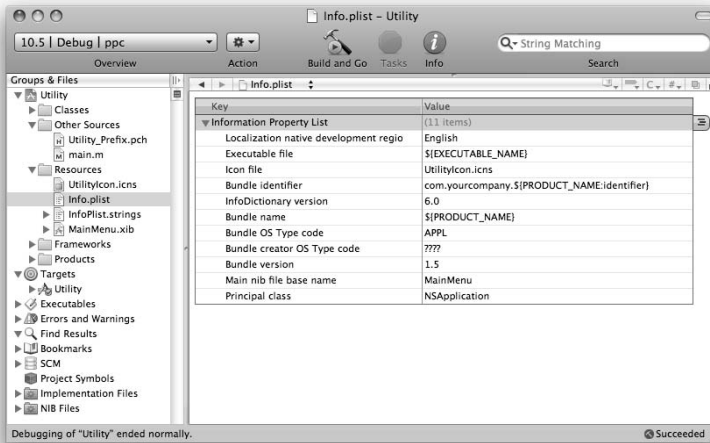 Info.plist – Utility
10.5 | Debug | ppc
String Matching
Overview Action Build and Go Tasks Info Search
Groups & Files
Utility
Classes
Other Sources
Utility_Prefix.pch
main.m
Resources
UtilityIcon.icns
Info.plist
InfoPlist.strings
MainMenu.xib
Frameworks
Products
Targets
Utility
Executables
Errors and Warnings
Find Results
Bookmarks
SCM
Project Symbols
Implementation Files
NIB Files
Info.plist
Key Value
Information Property List (11 items)
Localization native development regio English
Executable file ${EXECUTABLE_NAME}
Icon file UtilityIcon.icns
Bundle identifier com.yourcompany.${PRODUCT_NAME:identifier}
InfoDictionary version 6.0
Bundle name ${PRODUCT_NAME}
Bundle OS Type code APPL
Bundle creator OS Type code ????
Bundle version 1.5
Main nib file base name MainMenu
Principal class NSApplication
Debugging of "Utility" ended normally. Succeeded